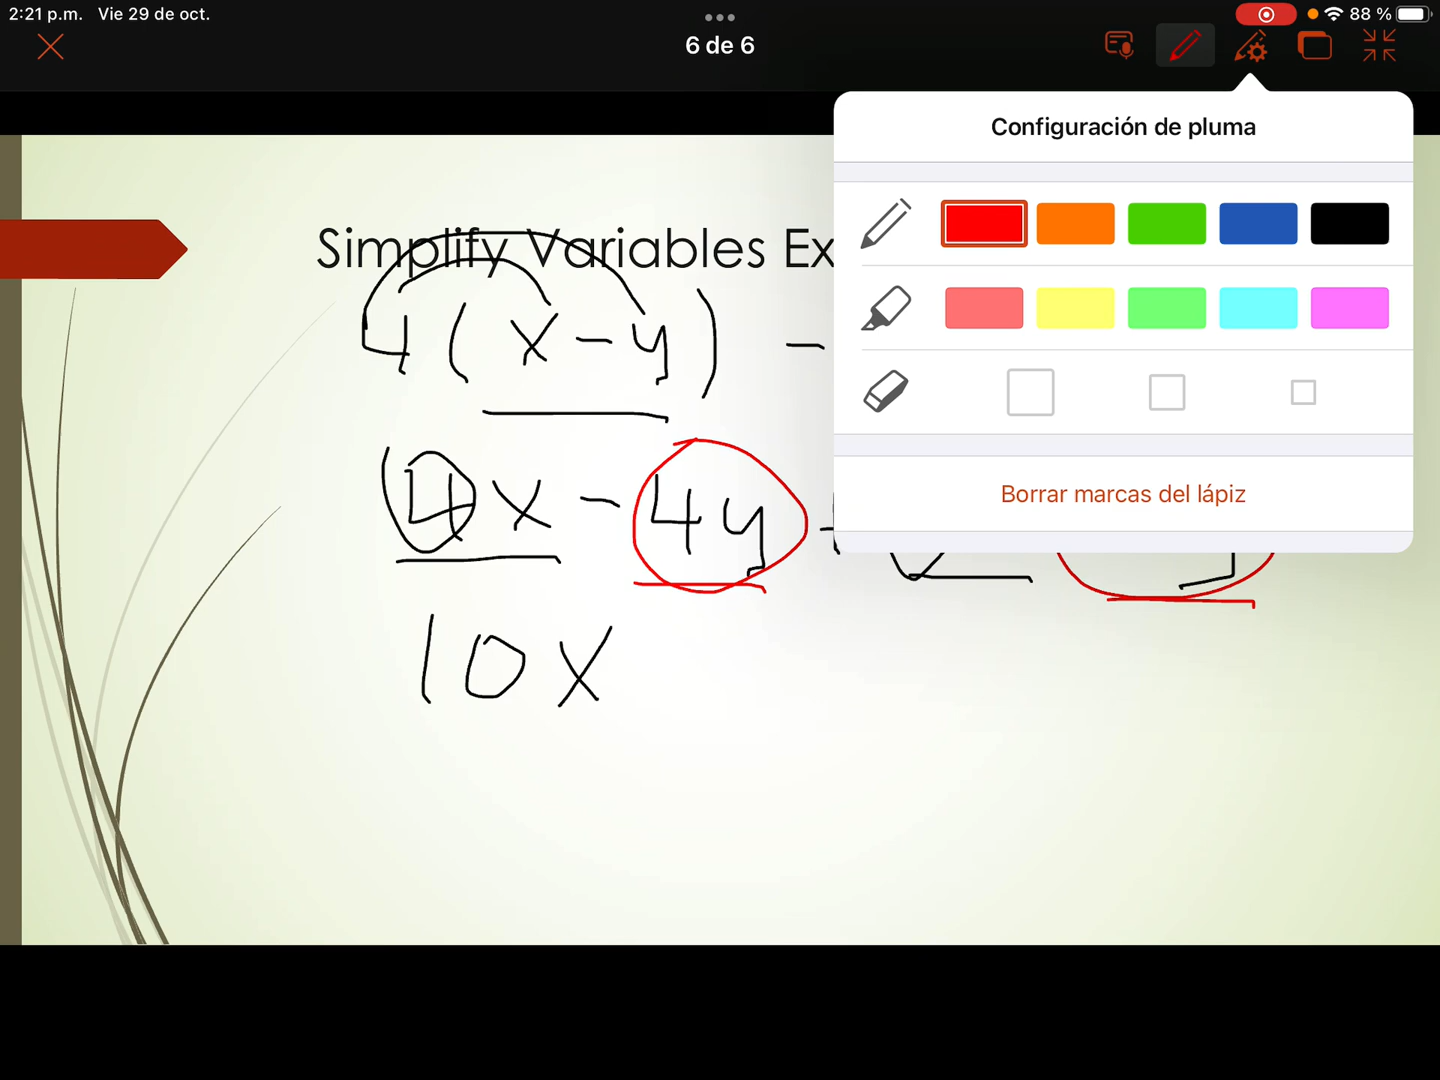 2:21 p.m. Vie 29 de oct.
88 %
6 de 6
Configuración de pluma
Simplify Variables Ex
4(x-y) -
4x - 4y
Borrar marcas del lápiz
10x